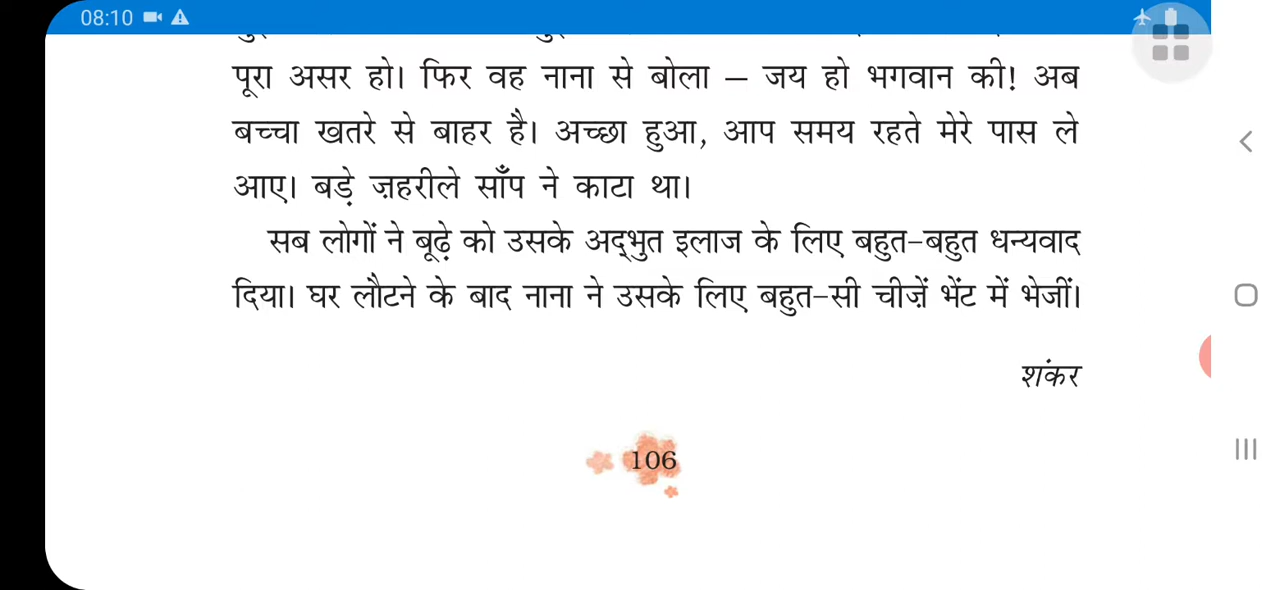 08:10
पूरा असर हो। फिर वह नाना से बोला – जय हो भगवान की! अब
बच्चा खतरे से बाहर है। अच्छा हुआ, आप समय रहते मेरे पास ले
आए। बड़े ज़हरीले साँप ने काटा था।
सब लोगों ने बूढ़े को उसके अद्भुत इलाज के लिए बहुत-बहुत धन्यवाद
दिया। घर लौटने के बाद नाना ने उसके लिए बहुत-सी चीज़ें भेंट में भेजीं।
शंकर
106